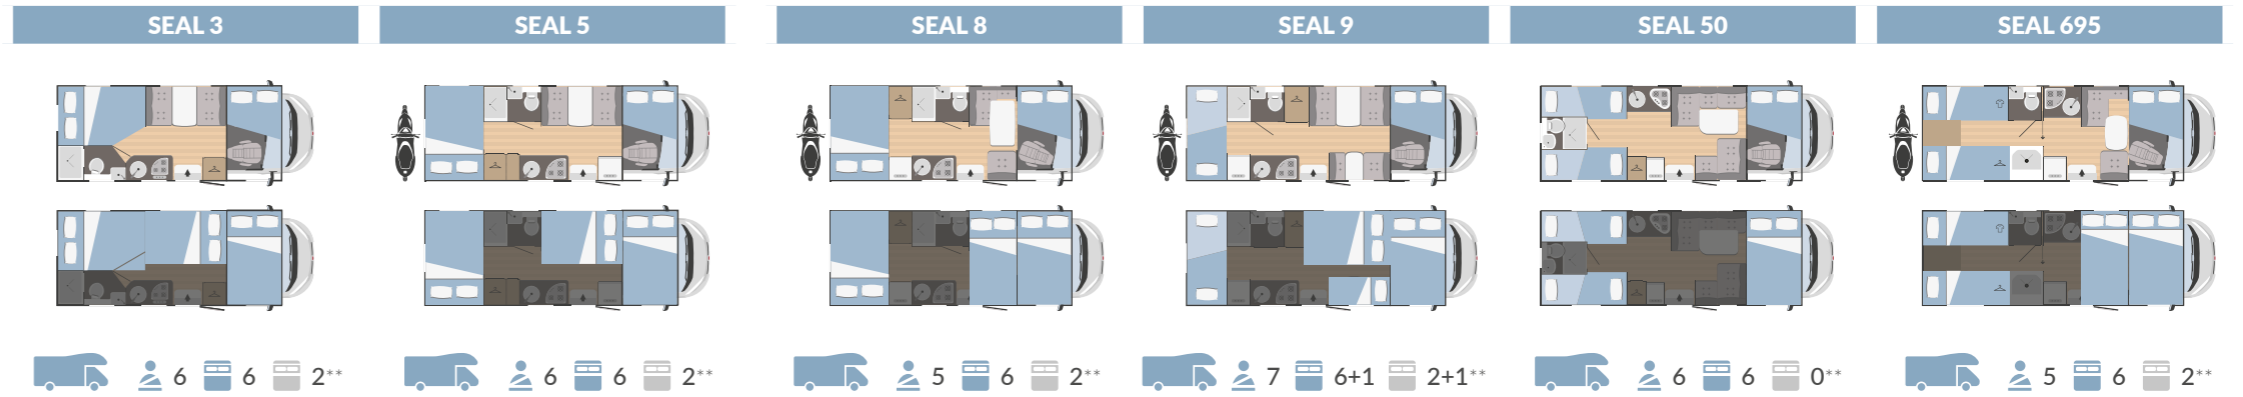 SEAL 3
SEAL 5
SEAL 8
SEAL 9
SEAL 50
SEAL 695
6 6 2**
6 6 2**
5 6 2**
7 6+1 2+1**
6 6 0**
5 6 2**